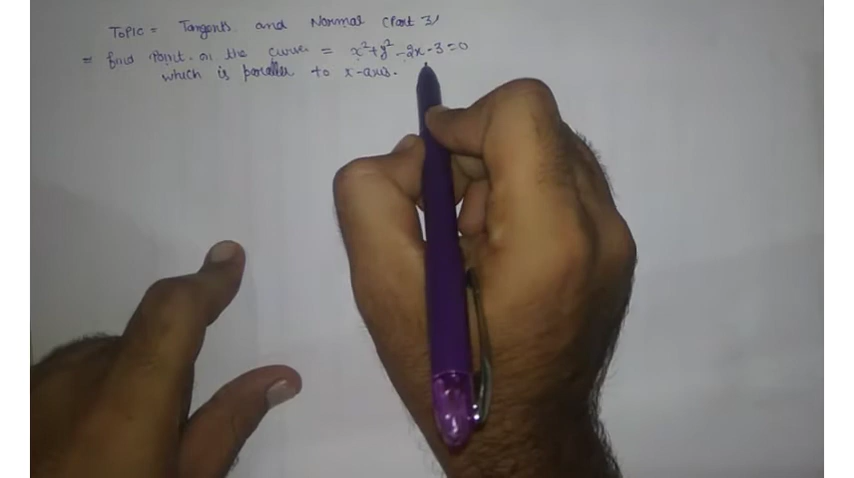 Topic = Tangents and Normal (Part 3)
= find Point on the curve = x²+y²-2x-3=0
which is parallel to x-axis.